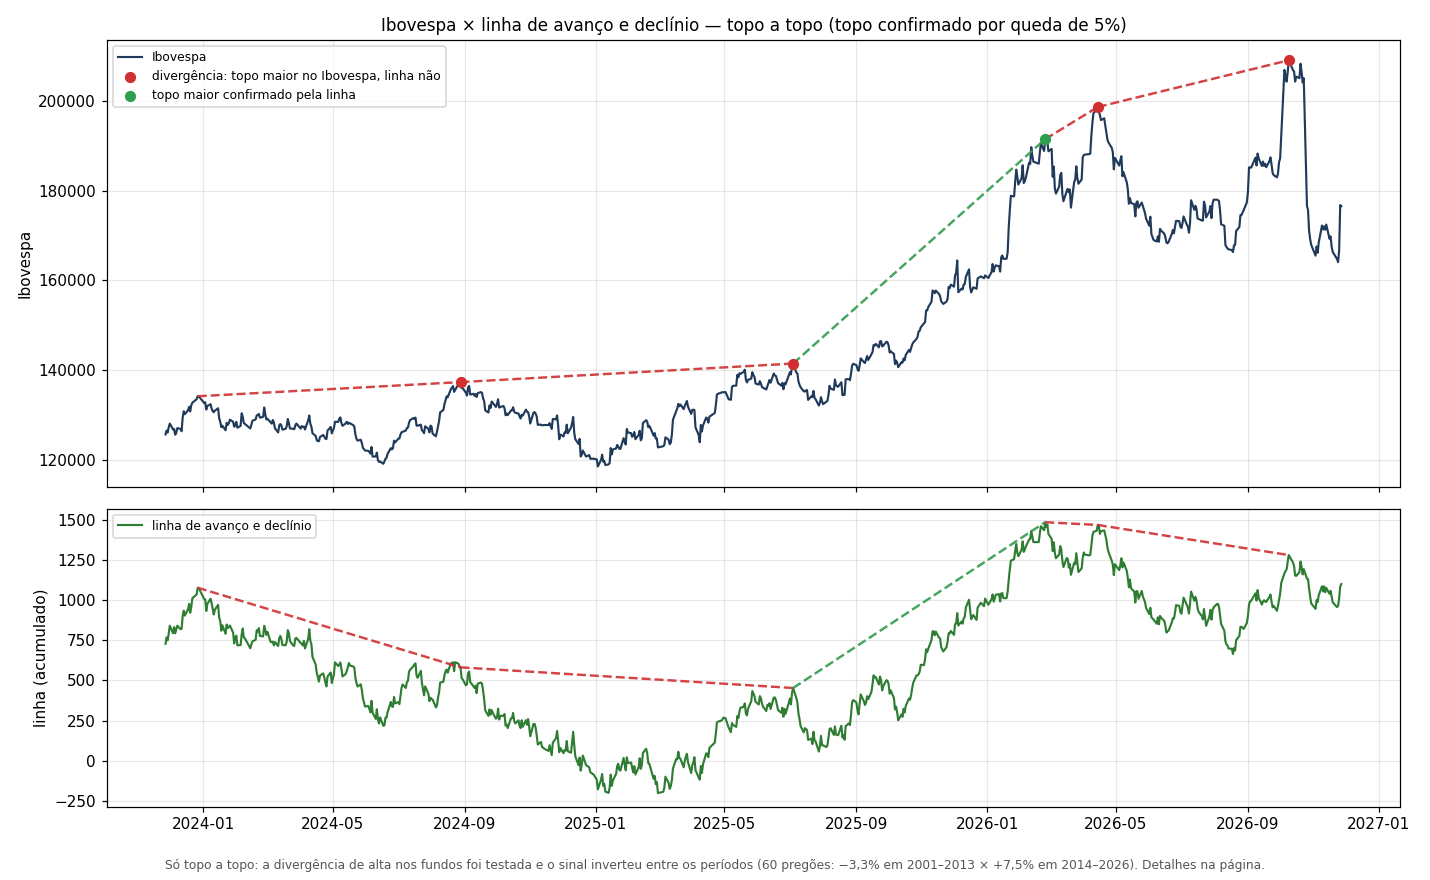 Ibovespa × linha de avanço e declínio — topo a topo (topo confirmado por queda de 5%)
Ibovespa
divergência: topo maior no Ibovespa, linha não
topo maior confirmado pela linha
200000
180000
160000
140000
120000
Ibovespa
linha de avanço e declínio
1500
1250
1000
750
500
250
0
−250
linha (acumulado)
2024-01
2024-05
2024-09
2025-01
2025-05
2025-09
2026-01
2026-05
2026-09
2027-01
Só topo a topo: a divergência de alta nos fundos foi testada e o sinal inverteu entre os períodos (60 pregões: −3,3% em 2001–2013 × +7,5% em 2014–2026). Detalhes na página.